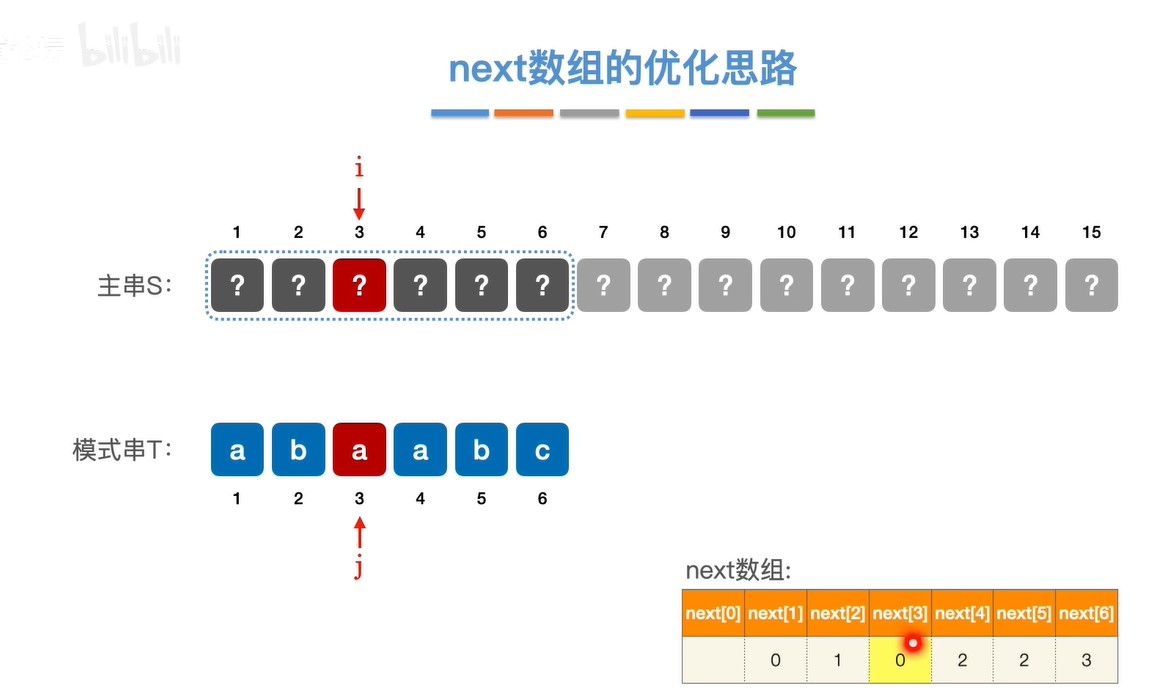 bilibili
next数组的优化思路
i
1 2 3 4 5 6 7 8 9 10 11 12 13 14 15
主串S: ? ? ? ? ? ? ? ? ? ? ? ? ? ? ?
模式串T: a b a a b c
1 2 3 4 5 6
j
next数组:
next[0] next[1] next[2] next[3] next[4] next[5] next[6]
0 1 0 2 2 3